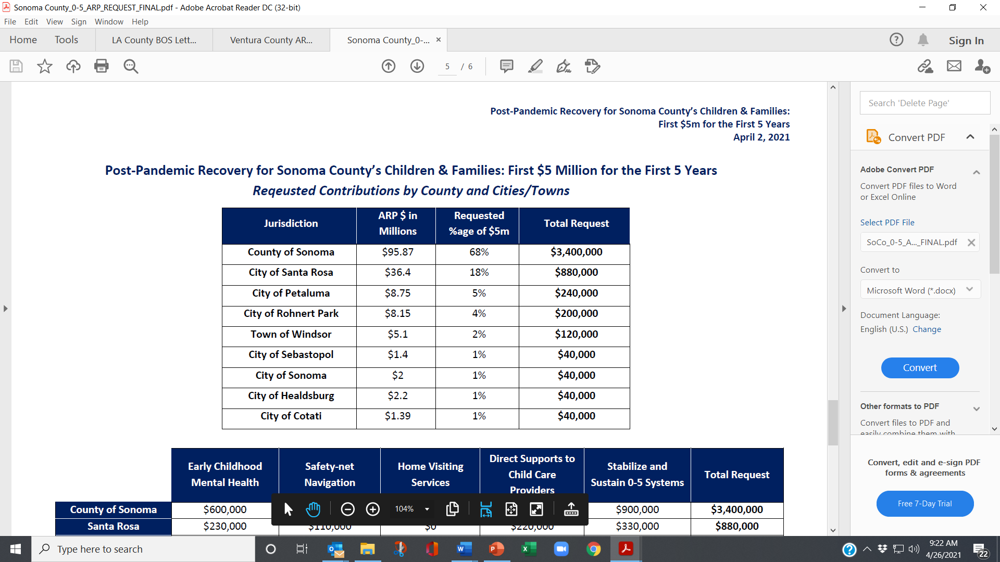 Sonoma County_0-5_ARP_REQUEST_FINAL.pdf - Adobe Acrobat Reader DC (32-bit)
File Edit View Sign Window Help
Home Tools LA County BOS Lett... Ventura County AR... Sonoma County_0-... × Sign In
5 / 6
Post-Pandemic Recovery for Sonoma County's Children & Families:
First $5m for the First 5 Years
April 2, 2021
Post-Pandemic Recovery for Sonoma County's Children & Families: First $5 Million for the First 5 Years
Reqeusted Contributions by County and Cities/Towns
Jurisdiction ARP $ in Millions Requested %age of $5m Total Request
County of Sonoma $95.87 68% $3,400,000
City of Santa Rosa $36.4 18% $880,000
City of Petaluma $8.75 5% $240,000
City of Rohnert Park $8.15 4% $200,000
Town of Windsor $5.1 2% $120,000
City of Sebastopol $1.4 1% $40,000
City of Sonoma $2 1% $40,000
City of Healdsburg $2.2 1% $40,000
City of Cotati $1.39 1% $40,000
Early Childhood Mental Health Safety-net Navigation Home Visiting Services Direct Supports to Child Care Providers Stabilize and Sustain 0-5 Systems Total Request
County of Sonoma $600,000 $900,000 $3,400,000
Santa Rosa $230,000 $110,000 $0 $220,000 $330,000 $880,000
104%
Search 'Delete Page'
Convert PDF
Adobe Convert PDF
Convert PDF files to Word
or Excel Online
Select PDF File
SoCo_0-5_A..._FINAL.pdf
Convert to
Microsoft Word (*.docx)
Document Language:
English (U.S.) Change
Convert
Other formats to PDF
Convert files to PDF and
easily combine them with
Convert, edit and e-sign PDF
forms & agreements
Free 7-Day Trial
Type here to search
9:22 AM
4/26/2021
22